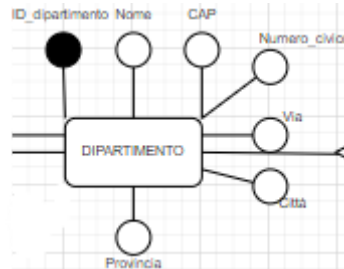 ID_dipartimento Nome CAP
Numero_civico
Via
DIPARTIMENTO
Città
Provincia